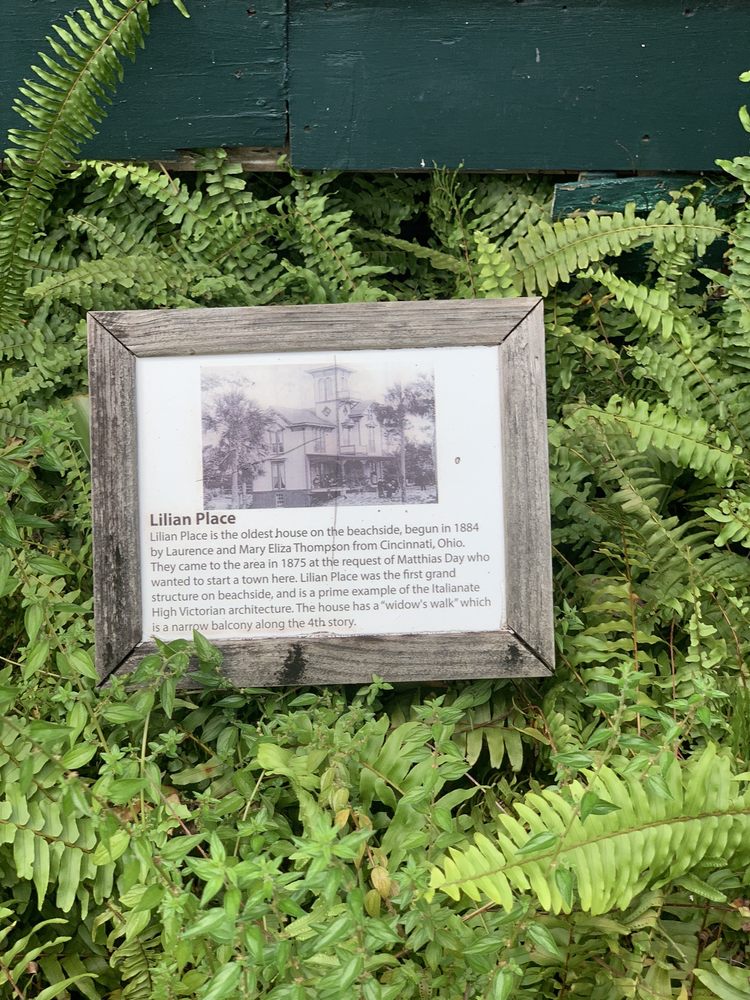 Lilian Place
Lilian Place is the oldest house on the beachside, begun in 1884
by Laurence and Mary Eliza Thompson from Cincinnati, Ohio.
They came to the area in 1875 at the request of Matthias Day who
wanted to start a town here. Lilian Place was the first grand
structure on beachside, and is a prime example of the Italianate
High Victorian architecture. The house has a "widow's walk" which
is a narrow balcony along the 4th story.